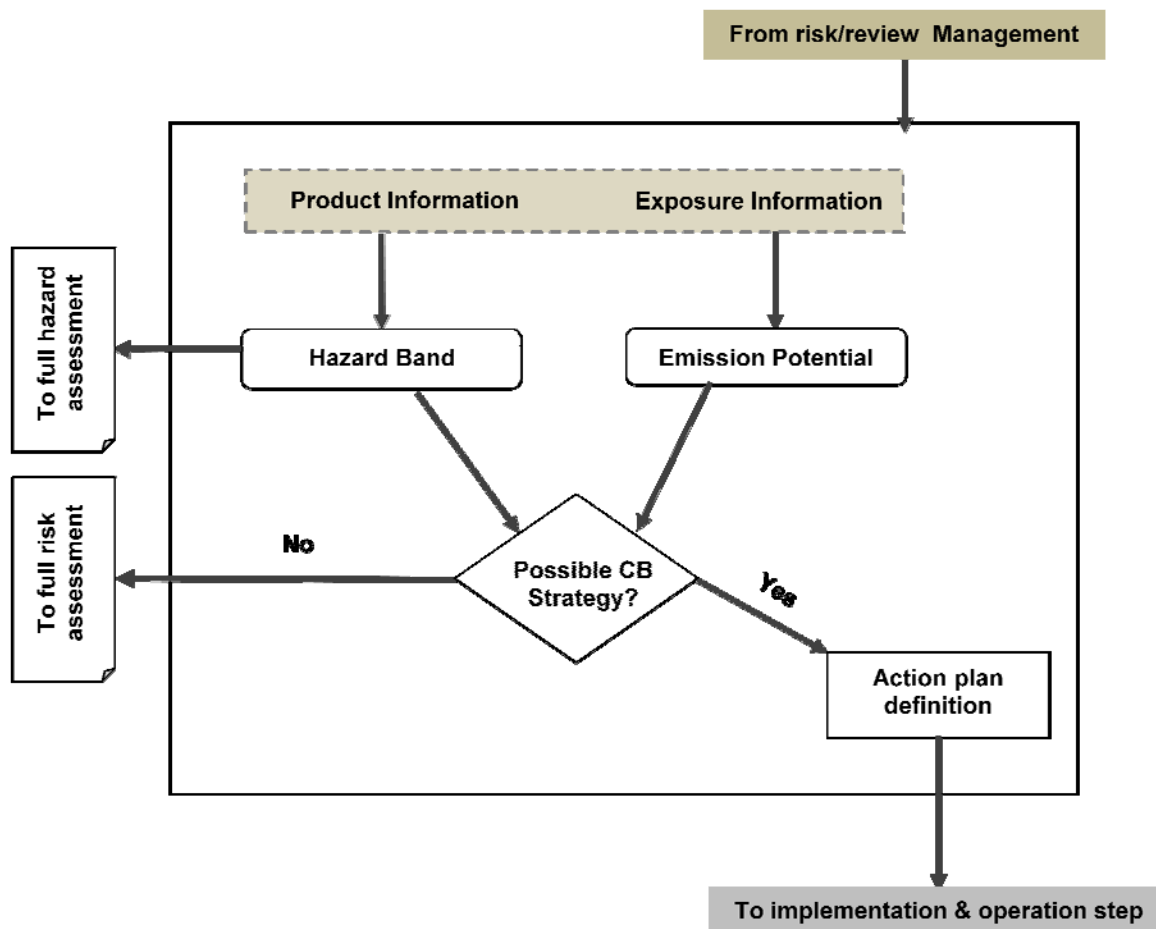 From risk/review Management
Product Information
Exposure Information
To full hazard
assessment
Hazard Band
Emission Potential
To full risk
assessment
No
Possible CB
Strategy?
Yes
Action plan
definition
To implementation & operation step